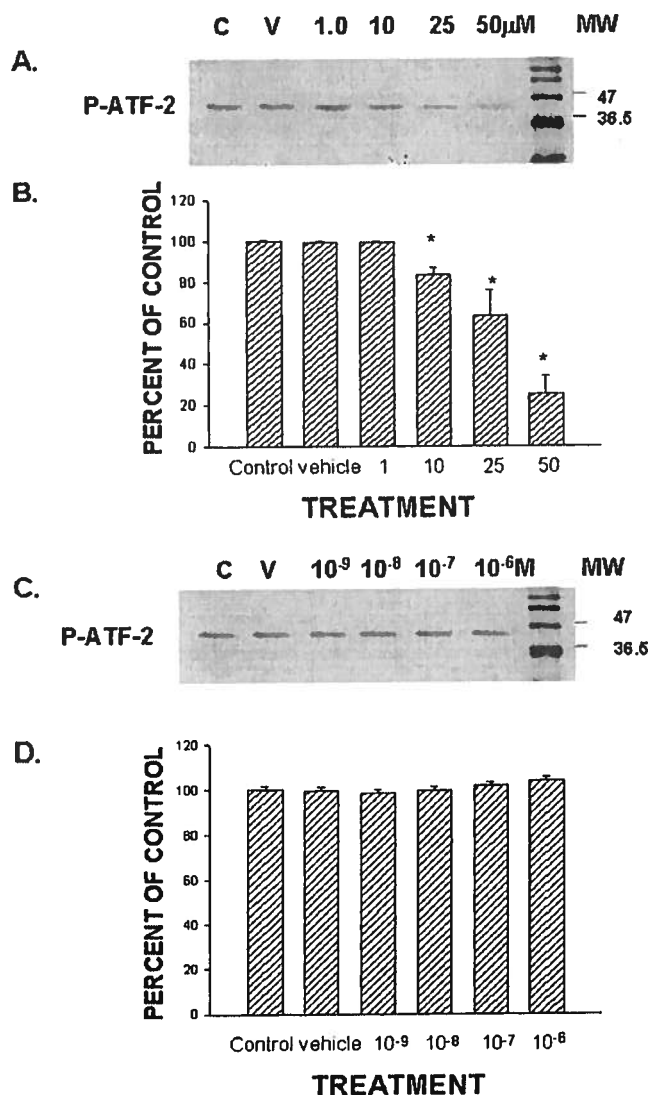 C V 1.0 10 25 50µM MW
A.
P-ATF-2
47
36.5
B.
PERCENT OF CONTROL
120
100
80
60
40
20
0
* * *
Control vehicle 1 10 25 50
TREATMENT
C V 10⁻⁹ 10⁻⁸ 10⁻⁷ 10⁻⁶M MW
C.
P-ATF-2
47
36.5
D.
PERCENT OF CONTROL
120
100
80
60
40
20
0
Control vehicle 10⁻⁹ 10⁻⁸ 10⁻⁷ 10⁻⁶
TREATMENT